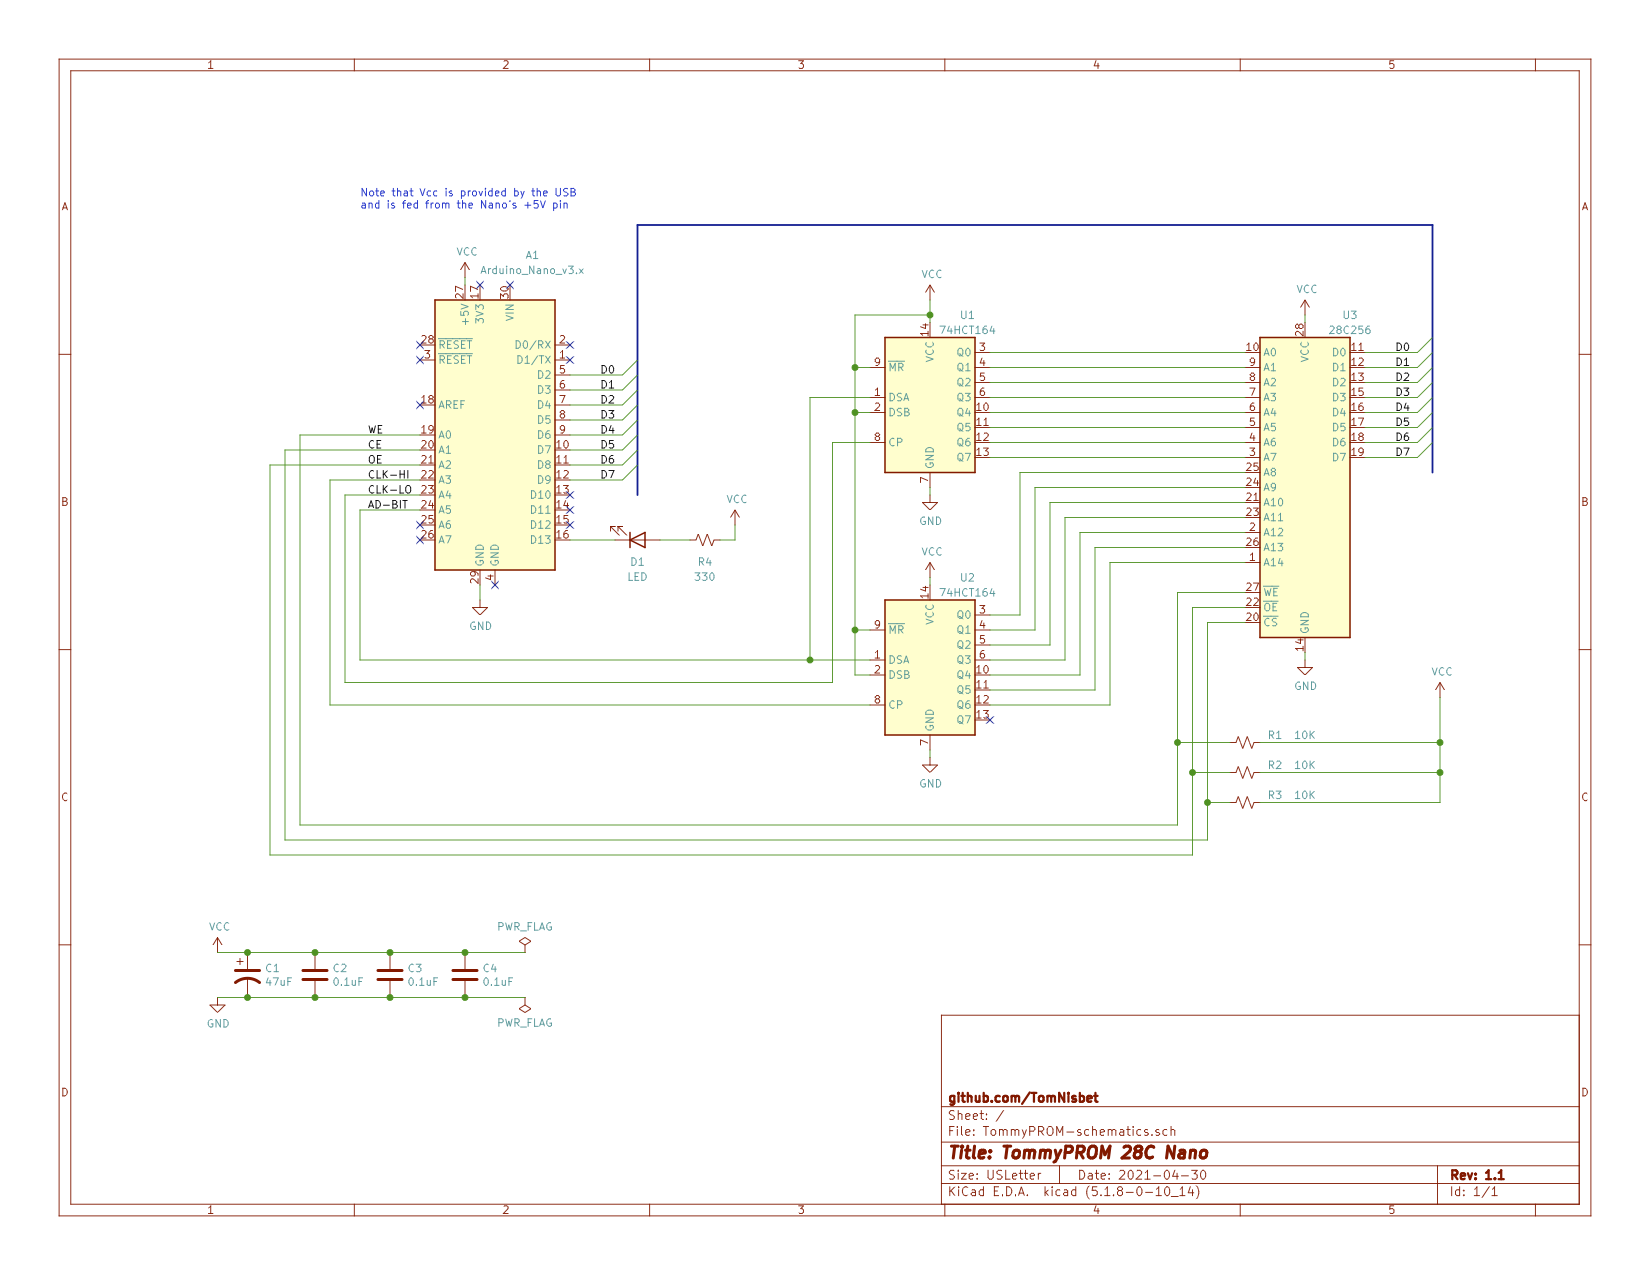 1 2 3 4 5
A A
B B
C C
D D
1 2 3 4 5
Note that Vcc is provided by the USB
and is fed from the Nano's +5V pin
VCC
A1
Arduino_Nano_v3.x
27 17 30
+5V 3V3 VIN
28 RESET
3 RESET
18 AREF
WE 19 A0
CE 20 A1
OE 21 A2
CLK-HI 22 A3
CLK-LO 23 A4
AD-BIT 24 A5
25 A6
26 A7
D0/RX 2
D1/TX 1
D2 5 D0
D3 6 D1
D4 7 D2
D5 8 D3
D6 9 D4
D7 10 D5
D8 11 D6
D9 12 D7
D10 13
D11 14
D12 15
D13 16
GND GND
29 4
GND
D1
LED
R4
330
VCC
VCC
U1
74HCT164
14
VCC
9 MR
1 DSA
2 DSB
8 CP
Q0 3
Q1 4
Q2 5
Q3 6
Q4 10
Q5 11
Q6 12
Q7 13
GND
7
GND
VCC
U2
74HCT164
14
VCC
9 MR
1 DSA
2 DSB
8 CP
Q0 3
Q1 4
Q2 5
Q3 6
Q4 10
Q5 11
Q6 12
Q7 13
GND
7
GND
VCC
U3
28C256
28
VCC
10 A0
9 A1
8 A2
7 A3
6 A4
5 A5
4 A6
3 A7
25 A8
24 A9
21 A10
23 A11
2 A12
26 A13
1 A14
27 WE
22 OE
20 CS
D0 11 D0
D1 12 D1
D2 13 D2
D3 15 D3
D4 16 D4
D5 17 D5
D6 18 D6
D7 19 D7
GND
14
GND
VCC
R1 10K
R2 10K
R3 10K
VCC
PWR_FLAG
+
C1
47uF
C2
0.1uF
C3
0.1uF
C4
0.1uF
GND
PWR_FLAG
github.com/TomNisbet
Sheet: /
File: TommyPROM-schematics.sch
Title: TommyPROM 28C Nano
Size: USLetter Date: 2021-04-30 Rev: 1.1
KiCad E.D.A. kicad (5.1.8-0-10_14) Id: 1/1